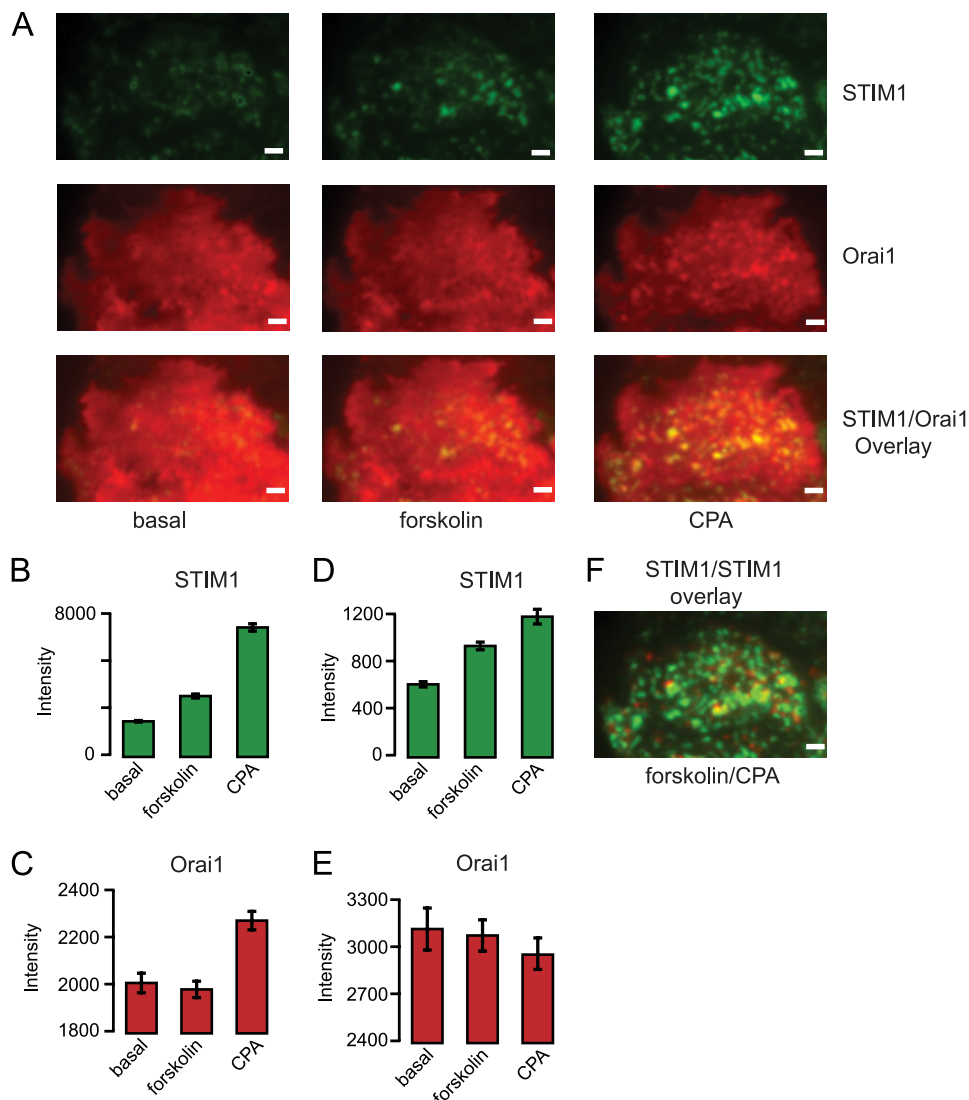 A
STIM1
Orai1
STIM1/Orai1
Overlay
basal
forskolin
CPA
B
STIM1
8000
0
Intensity
basal
forskolin
CPA
D
STIM1
1200
800
400
0
Intensity
basal
forskolin
CPA
F
STIM1/STIM1
overlay
forskolin/CPA
C
Orai1
2400
2200
2000
1800
Intensity
basal
forskolin
CPA
E
Orai1
3300
3000
2700
2400
Intensity
basal
forskolin
CPA